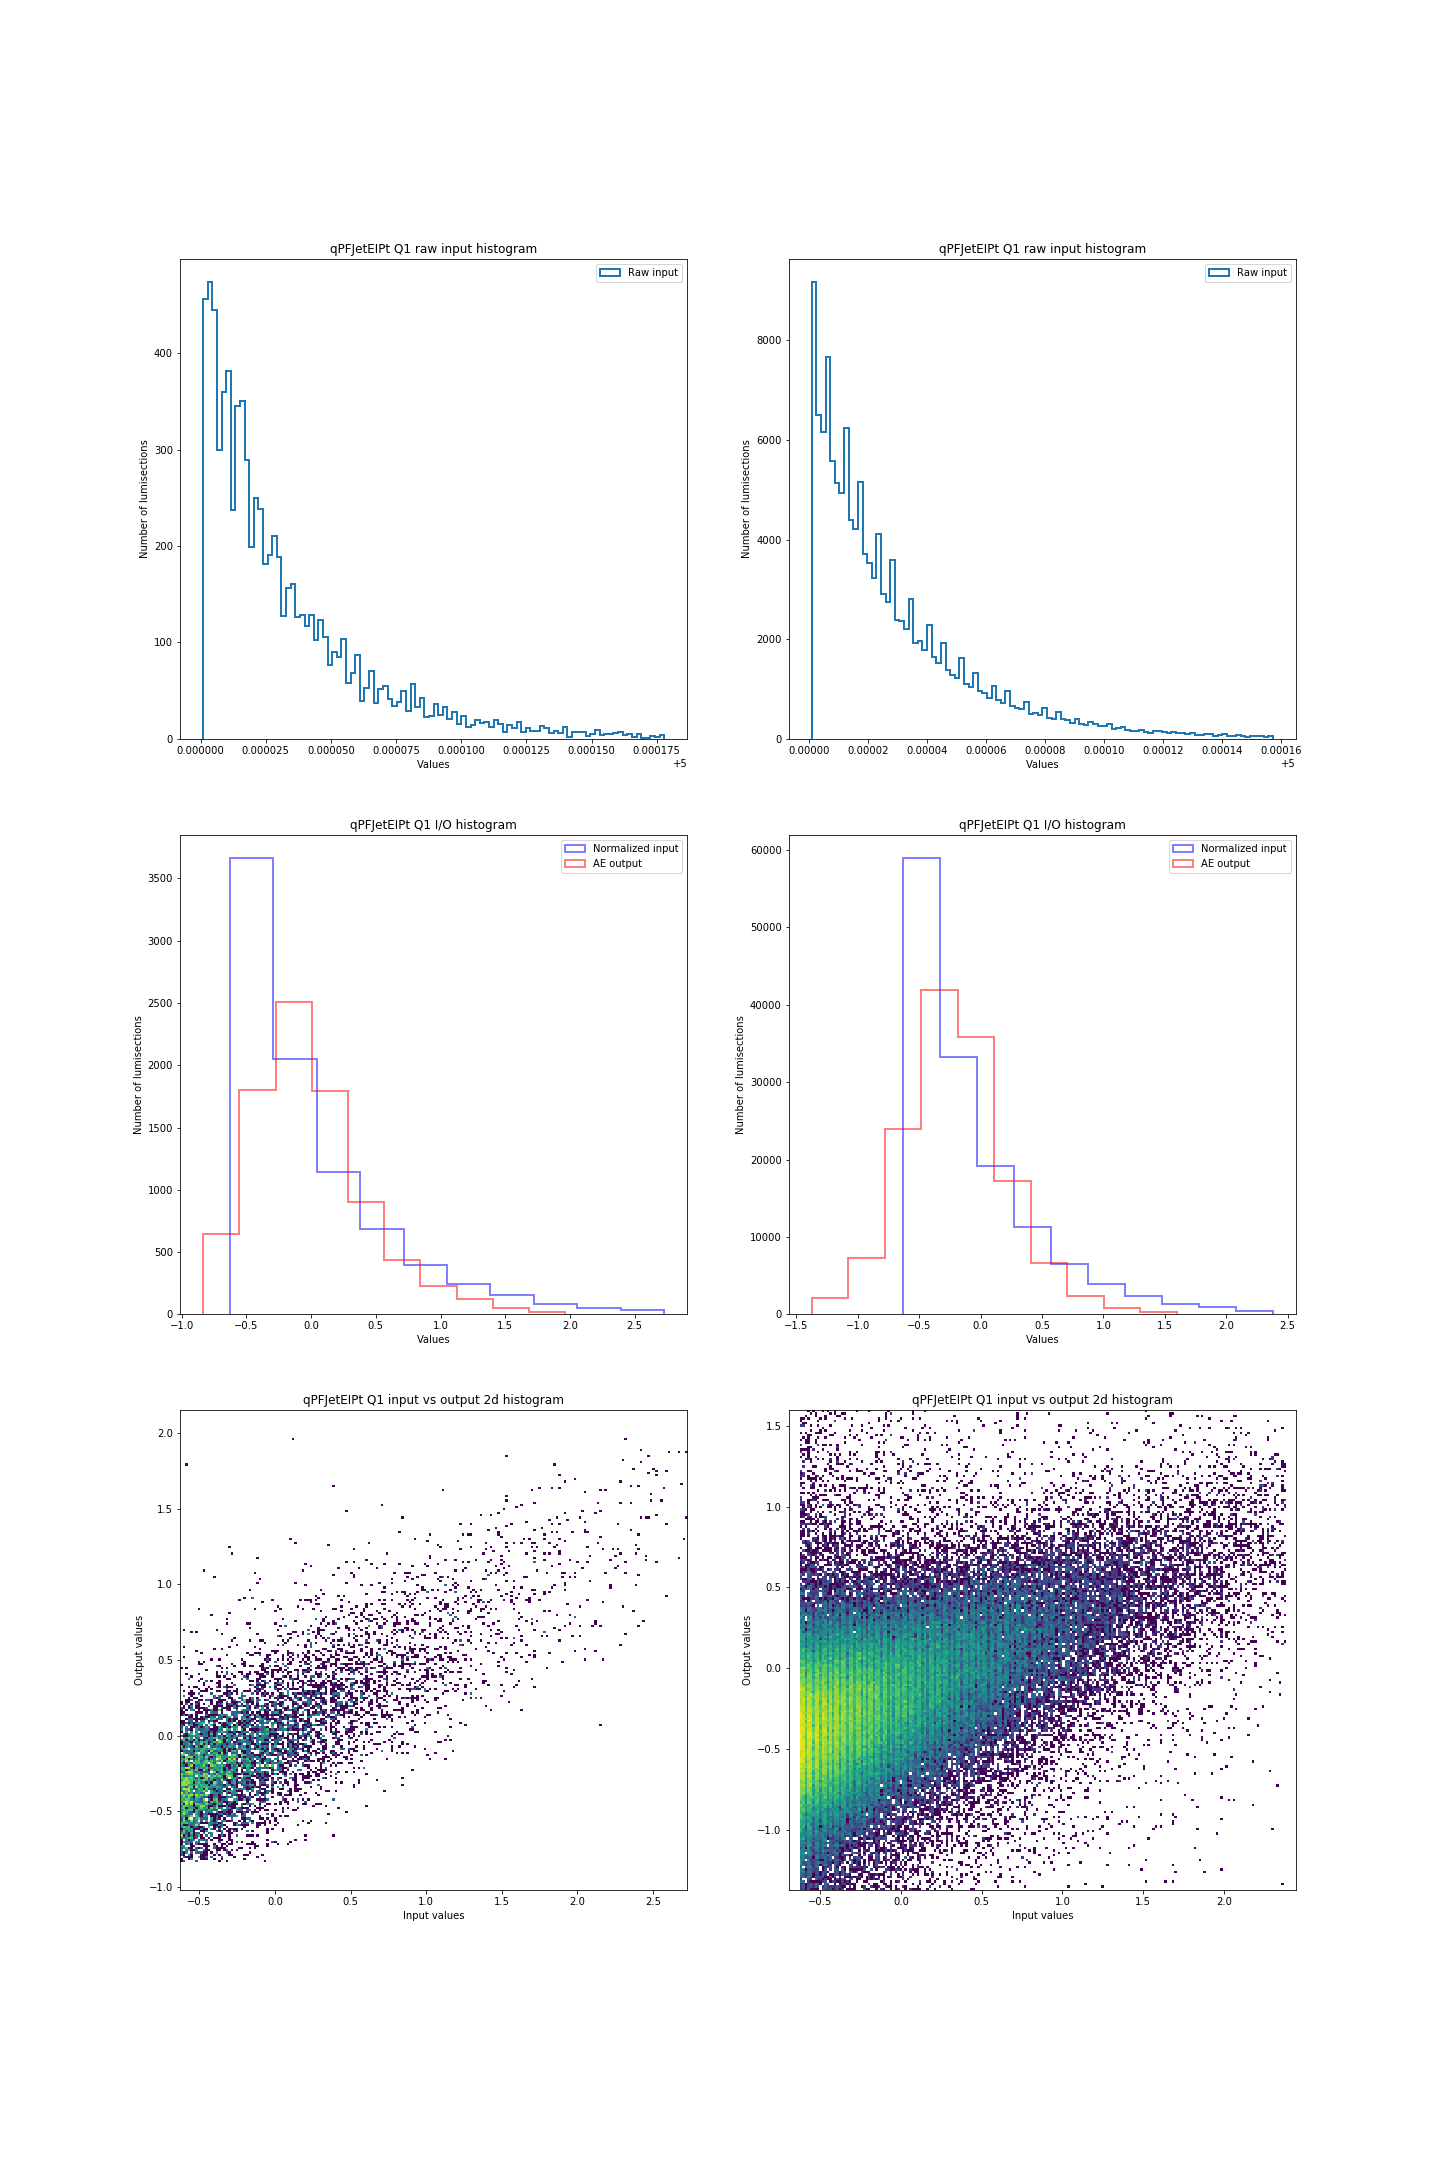 qPFJetEIPt Q1 raw input histogram
Raw input
Number of lumisections
400
300
200
100
0
0.000000 0.000025 0.000050 0.000075 0.000100 0.000125 0.000150 0.000175
Values
+5
qPFJetEIPt Q1 raw input histogram
Raw input
Number of lumisections
8000
6000
4000
2000
0
0.00000 0.00002 0.00004 0.00006 0.00008 0.00010 0.00012 0.00014 0.00016
Values
+5
qPFJetEIPt Q1 I/O histogram
Normalized input
AE output
Number of lumisections
3500
3000
2500
2000
1500
1000
500
0
−1.0 −0.5 0.0 0.5 1.0 1.5 2.0 2.5
Values
qPFJetEIPt Q1 I/O histogram
Normalized input
AE output
Number of lumisections
60000
50000
40000
30000
20000
10000
0
−1.5 −1.0 −0.5 0.0 0.5 1.0 1.5 2.0 2.5
Values
qPFJetEIPt Q1 input vs output 2d histogram
Output values
2.0
1.5
1.0
0.5
0.0
−0.5
−1.0
−0.5 0.0 0.5 1.0 1.5 2.0 2.5
Input values
qPFJetEIPt Q1 input vs output 2d histogram
Output values
1.5
1.0
0.5
0.0
−0.5
−1.0
−0.5 0.0 0.5 1.0 1.5 2.0
Input values